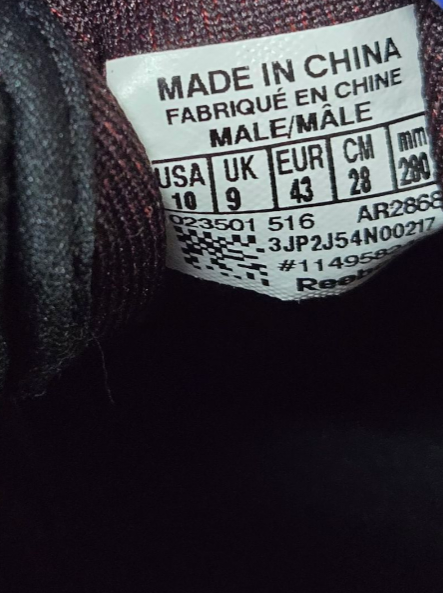 MADE IN CHINA
FABRIQUÉ EN CHINE
MALE/MÂLE
USA UK EUR CM mm
10 9 43 28 280
023501 516 AR2868
3JP2J54N00217